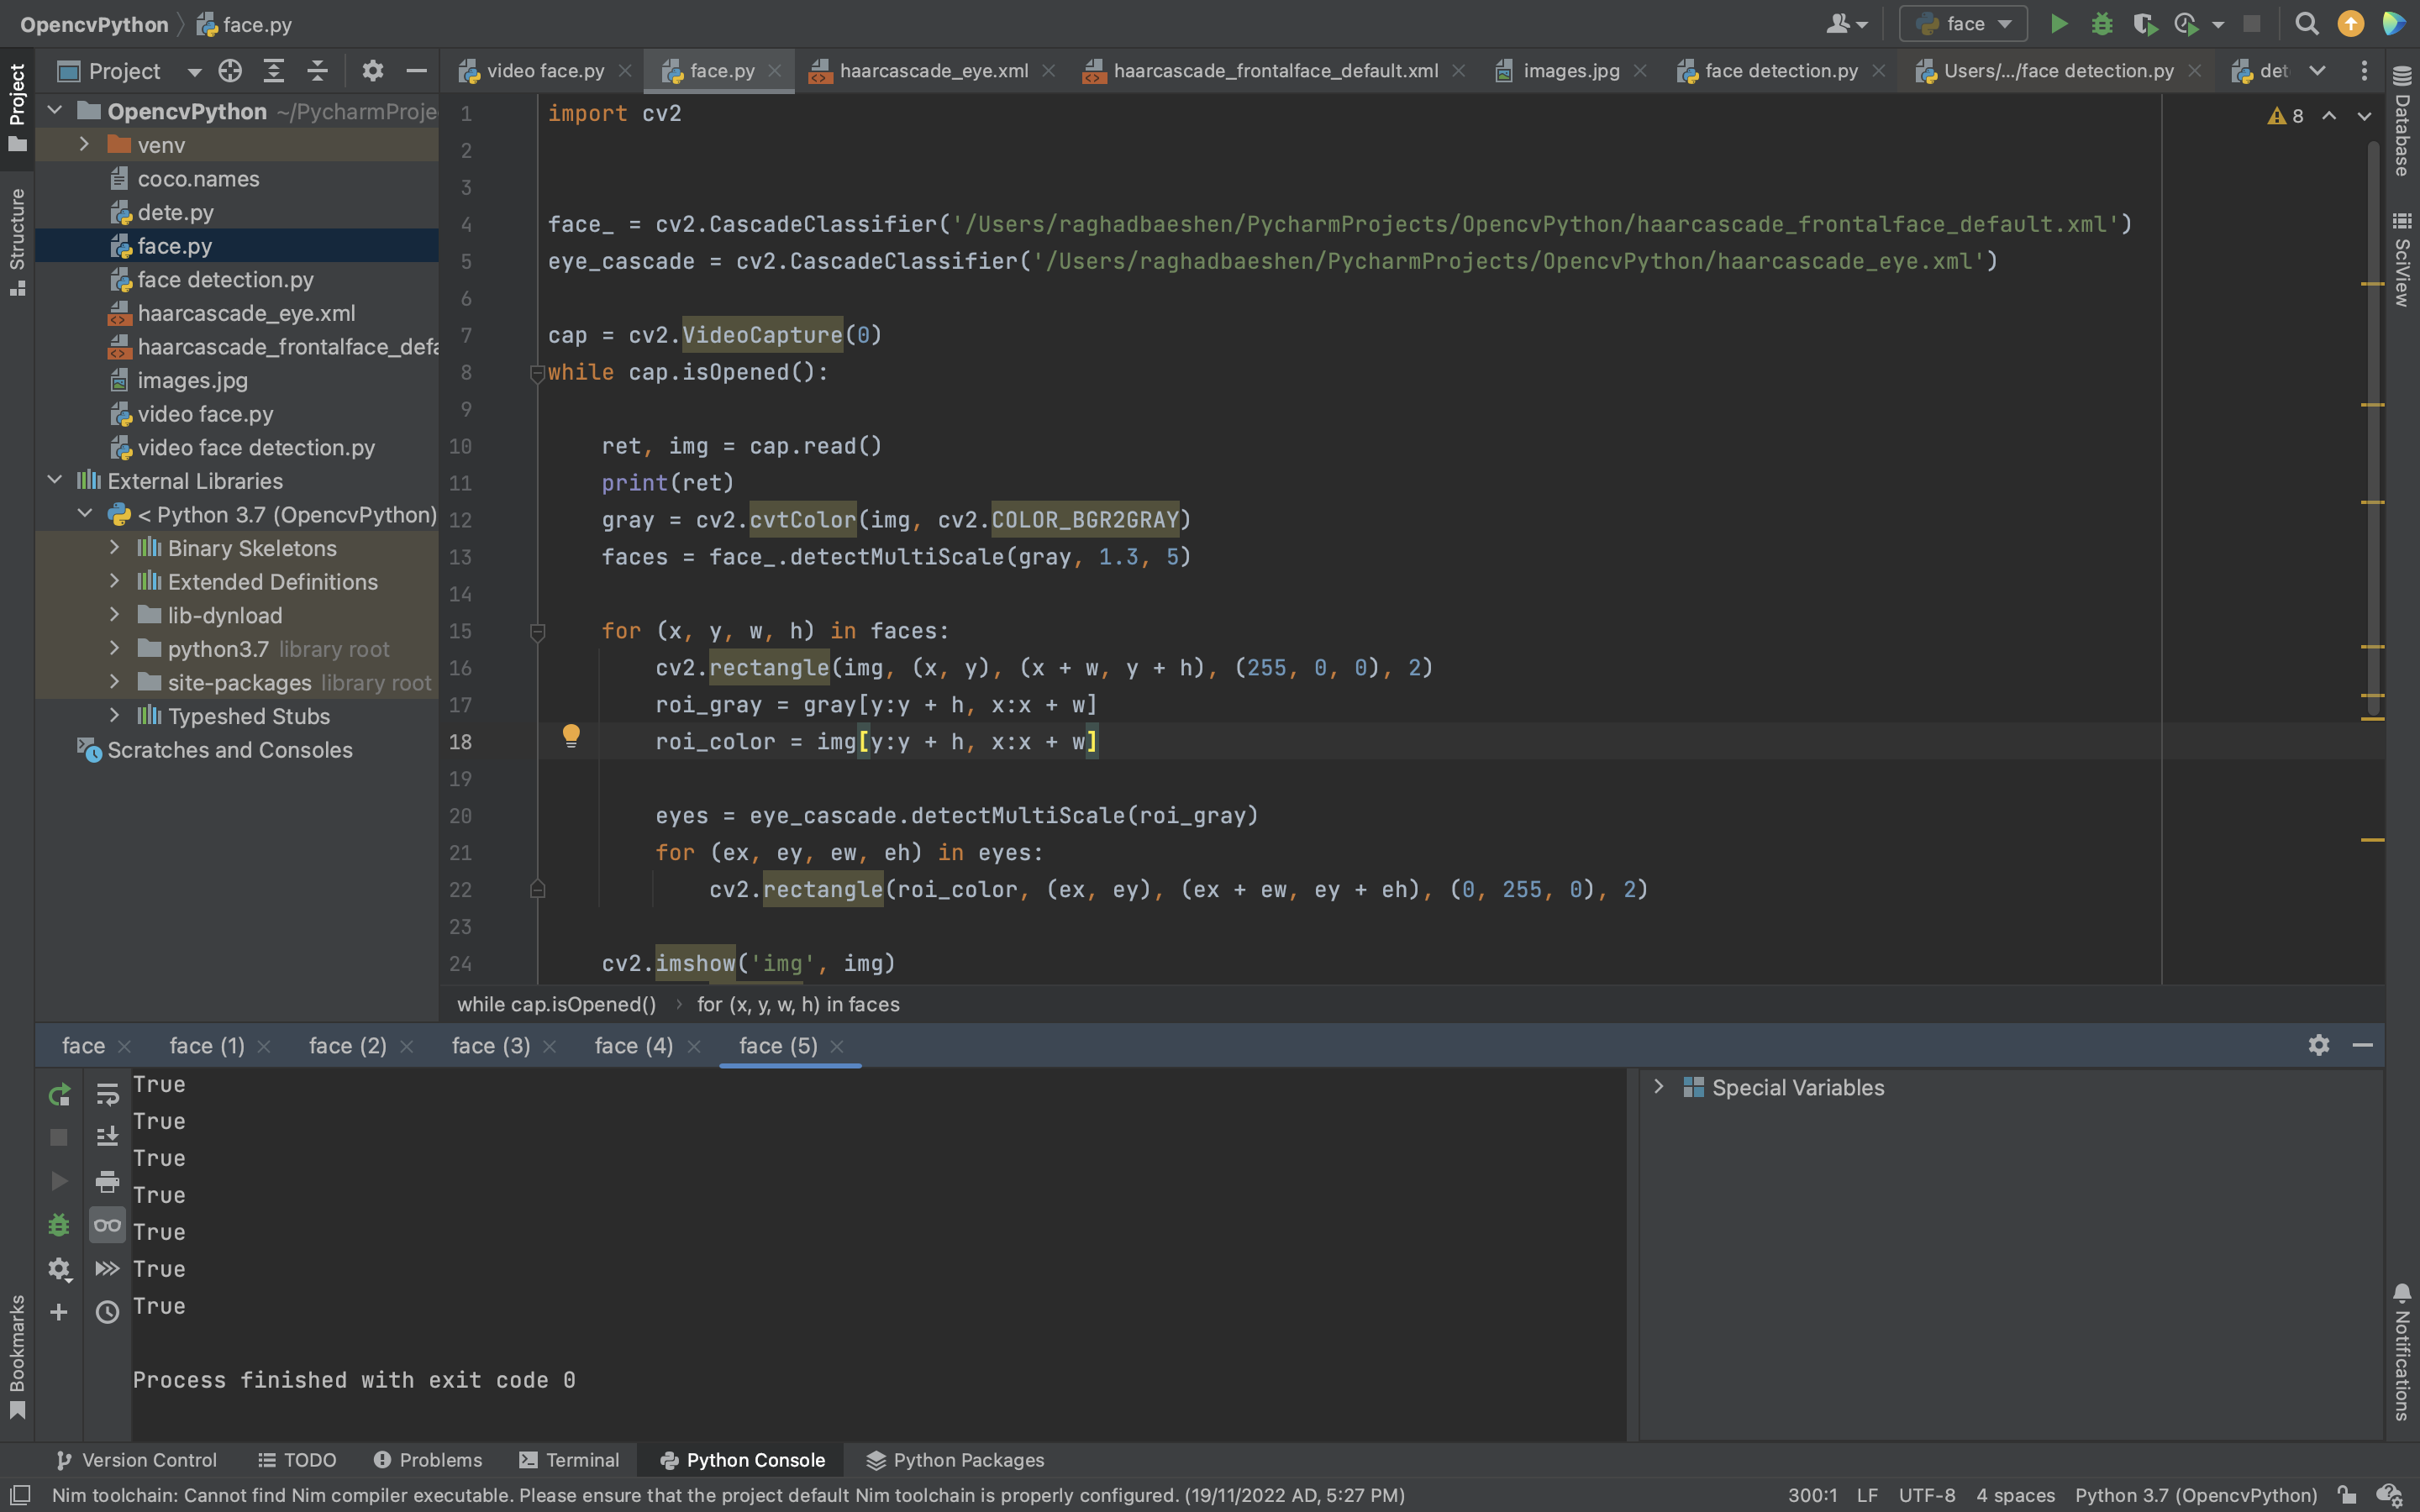 OpencvPython face.py
face
Project
video face.py
face.py
haarcascade_eye.xml
haarcascade_frontalface_default.xml
images.jpg
face detection.py
Users/.../face detection.py
det
Project
Structure
Bookmarks
OpencvPython ~/PycharmProje
venv
coco.names
dete.py
face.py
face detection.py
haarcascade_eye.xml
haarcascade_frontalface_defa
images.jpg
video face.py
video face detection.py
External Libraries
< Python 3.7 (OpencvPython)
Binary Skeletons
Extended Definitions
lib-dynload
python3.7 library root
site-packages library root
Typeshed Stubs
Scratches and Consoles
8
1 import cv2
2
3
4 face_ = cv2.CascadeClassifier('/Users/raghadbaeshen/PycharmProjects/OpencvPython/haarcascade_frontalface_default.xml')
5 eye_cascade = cv2.CascadeClassifier('/Users/raghadbaeshen/PycharmProjects/OpencvPython/haarcascade_eye.xml')
6
7 cap = cv2.VideoCapture(0)
8 while cap.isOpened():
9
10 ret, img = cap.read()
11 print(ret)
12 gray = cv2.cvtColor(img, cv2.COLOR_BGR2GRAY)
13 faces = face_.detectMultiScale(gray, 1.3, 5)
14
15 for (x, y, w, h) in faces:
16 cv2.rectangle(img, (x, y), (x + w, y + h), (255, 0, 0), 2)
17 roi_gray = gray[y:y + h, x:x + w]
18 roi_color = img[y:y + h, x:x + w]
19
20 eyes = eye_cascade.detectMultiScale(roi_gray)
21 for (ex, ey, ew, eh) in eyes:
22 cv2.rectangle(roi_color, (ex, ey), (ex + ew, ey + eh), (0, 255, 0), 2)
23
24 cv2.imshow('img', img)
while cap.isOpened() for (x, y, w, h) in faces
Database
SciView
Notifications
face
face (1)
face (2)
face (3)
face (4)
face (5)
True
True
True
True
True
True
True
Process finished with exit code 0
Special Variables
Version Control
TODO
Problems
Terminal
Python Console
Python Packages
Nim toolchain: Cannot find Nim compiler executable. Please ensure that the project default Nim toolchain is properly configured. (19/11/2022 AD, 5:27 PM)
300:1 LF UTF-8 4 spaces Python 3.7 (OpencvPython)